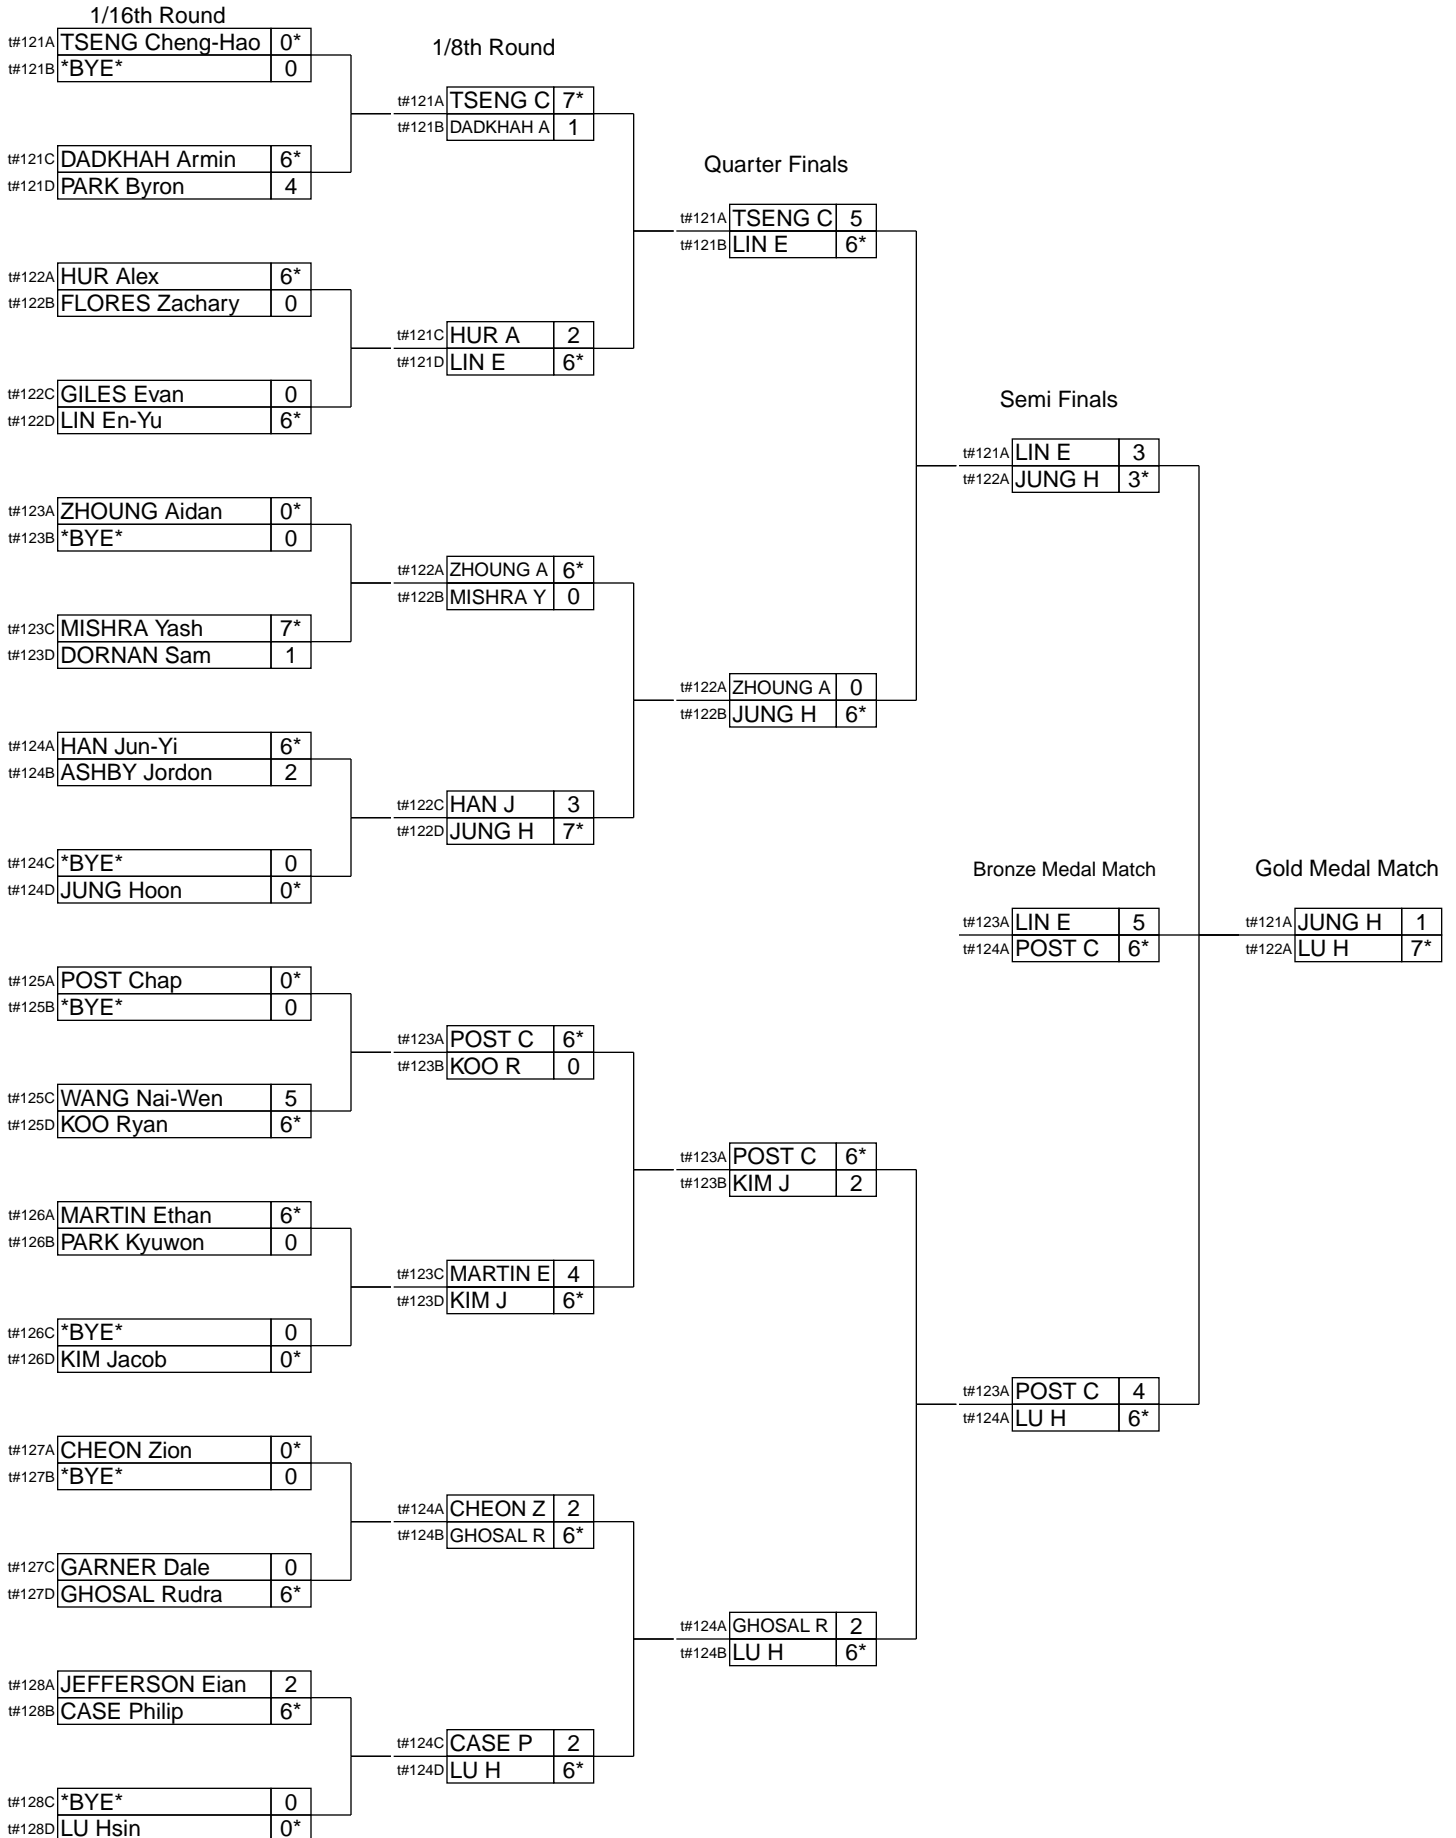 1/16th Round
t#121A TSENG Cheng-Hao 0*
t#121B *BYE* 0
t#121C DADKHAH Armin 6*
t#121D PARK Byron 4
t#122A HUR Alex 6*
t#122B FLORES Zachary 0
t#122C GILES Evan 0
t#122D LIN En-Yu 6*
t#123A ZHOUNG Aidan 0*
t#123B *BYE* 0
t#123C MISHRA Yash 7*
t#123D DORNAN Sam 1
t#124A HAN Jun-Yi 6*
t#124B ASHBY Jordon 2
t#124C *BYE* 0
t#124D JUNG Hoon 0*
t#125A POST Chap 0*
t#125B *BYE* 0
t#125C WANG Nai-Wen 5
t#125D KOO Ryan 6*
t#126A MARTIN Ethan 6*
t#126B PARK Kyuwon 0
t#126C *BYE* 0
t#126D KIM Jacob 0*
t#127A CHEON Zion 0*
t#127B *BYE* 0
t#127C GARNER Dale 0
t#127D GHOSAL Rudra 6*
t#128A JEFFERSON Eian 2
t#128B CASE Philip 6*
t#128C *BYE* 0
t#128D LU Hsin 0*
1/8th Round
t#121A TSENG C 7*
t#121B DADKHAH A 1
t#121C HUR A 2
t#121D LIN E 6*
t#122A ZHOUNG A 6*
t#122B MISHRA Y 0
t#122C HAN J 3
t#122D JUNG H 7*
t#123A POST C 6*
t#123B KOO R 0
t#123C MARTIN E 4
t#123D KIM J 6*
t#124A CHEON Z 2
t#124B GHOSAL R 6*
t#124C CASE P 2
t#124D LU H 6*
Quarter Finals
t#121A TSENG C 5
t#121B LIN E 6*
t#122A ZHOUNG A 0
t#122B JUNG H 6*
t#123A POST C 6*
t#123B KIM J 2
t#124A GHOSAL R 2
t#124B LU H 6*
Semi Finals
t#121A LIN E 3
t#122A JUNG H 3*
t#123A POST C 4
t#124A LU H 6*
Bronze Medal Match
t#123A LIN E 5
t#124A POST C 6*
Gold Medal Match
t#121A JUNG H 1
t#122A LU H 7*